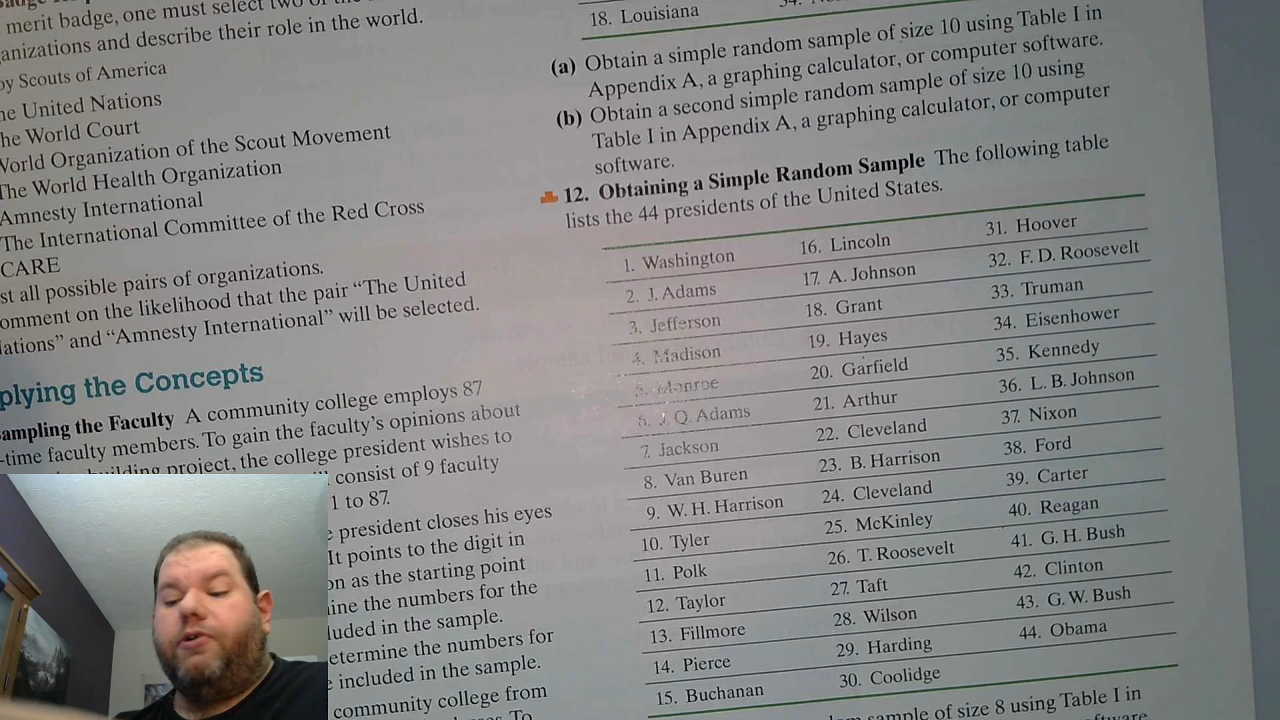 merit badge, one must select two of
anizations and describe their role in the world.
oy Scouts of America
he United Nations
he World Court
World Organization of the Scout Movement
The World Health Organization
Amnesty International
The International Committee of the Red Cross
CARE
st all possible pairs of organizations.
omment on the likelihood that the pair “The United
Nations” and “Amnesty International” will be selected.
plying the Concepts
ampling the Faculty A community college employs 87
-time faculty members. To gain the faculty’s opinions about
building project, the college president wishes to
consist of 9 faculty
1 to 87.
president closes his eyes
It points to the digit in
on as the starting point
ine the numbers for the
luded in the sample.
etermine the numbers for
included in the sample.
community college from
To
18. Louisiana
34.
(a) Obtain a simple random sample of size 10 using Table I in
Appendix A, a graphing calculator, or computer software.
(b) Obtain a second simple random sample of size 10 using
Table I in Appendix A, a graphing calculator, or computer
software.
12. Obtaining a Simple Random Sample The following table
lists the 44 presidents of the United States.
1. Washington 16. Lincoln 31. Hoover
2. J. Adams 17. A. Johnson 32. F. D. Roosevelt
3. Jefferson 18. Grant 33. Truman
4. Madison 19. Hayes 34. Eisenhower
5. Monroe 20. Garfield 35. Kennedy
6. J. Q. Adams 21. Arthur 36. L. B. Johnson
7. Jackson 22. Cleveland 37. Nixon
8. Van Buren 23. B. Harrison 38. Ford
9. W. H. Harrison 24. Cleveland 39. Carter
10. Tyler 25. McKinley 40. Reagan
11. Polk 26. T. Roosevelt 41. G. H. Bush
12. Taylor 27. Taft 42. Clinton
13. Fillmore 28. Wilson 43. G. W. Bush
14. Pierce 29. Harding 44. Obama
15. Buchanan 30. Coolidge
sample of size 8 using Table I in